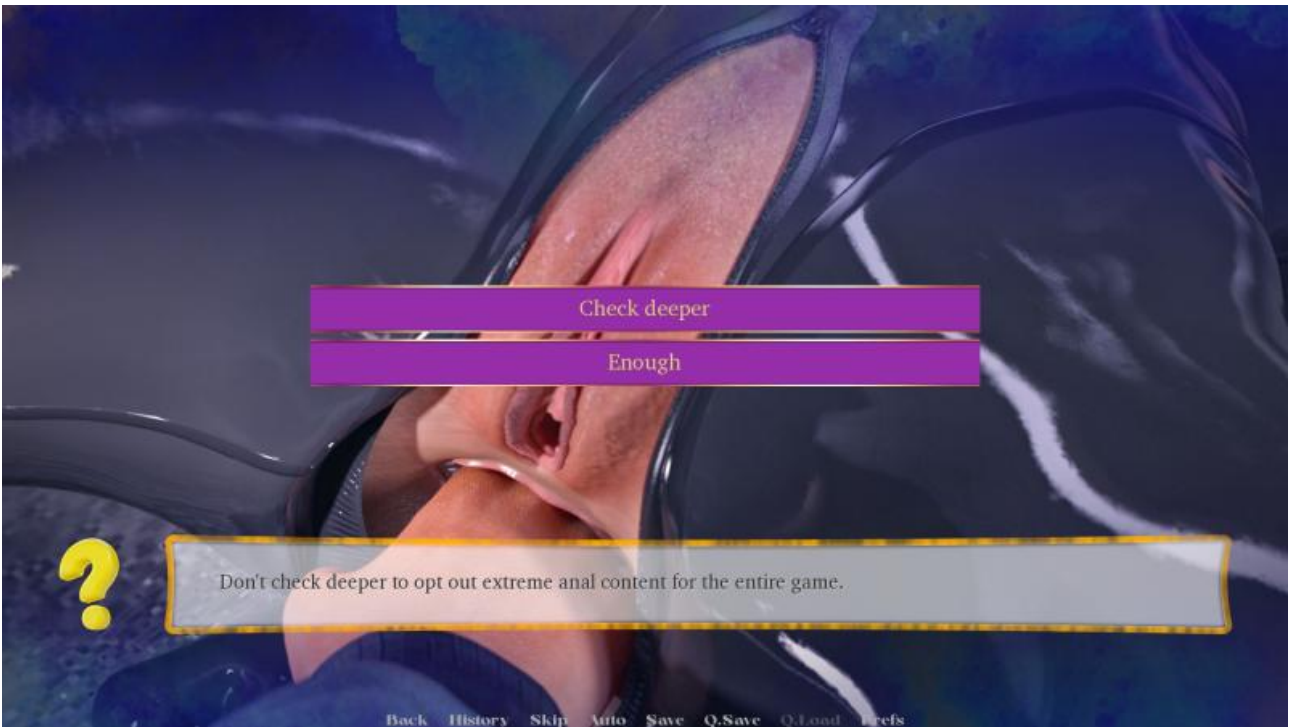 Check deeper
Enough
Don't check deeper to opt out extreme anal content for the entire game.
Back History Skip Auto Save Q.Save Q.Load Prefs